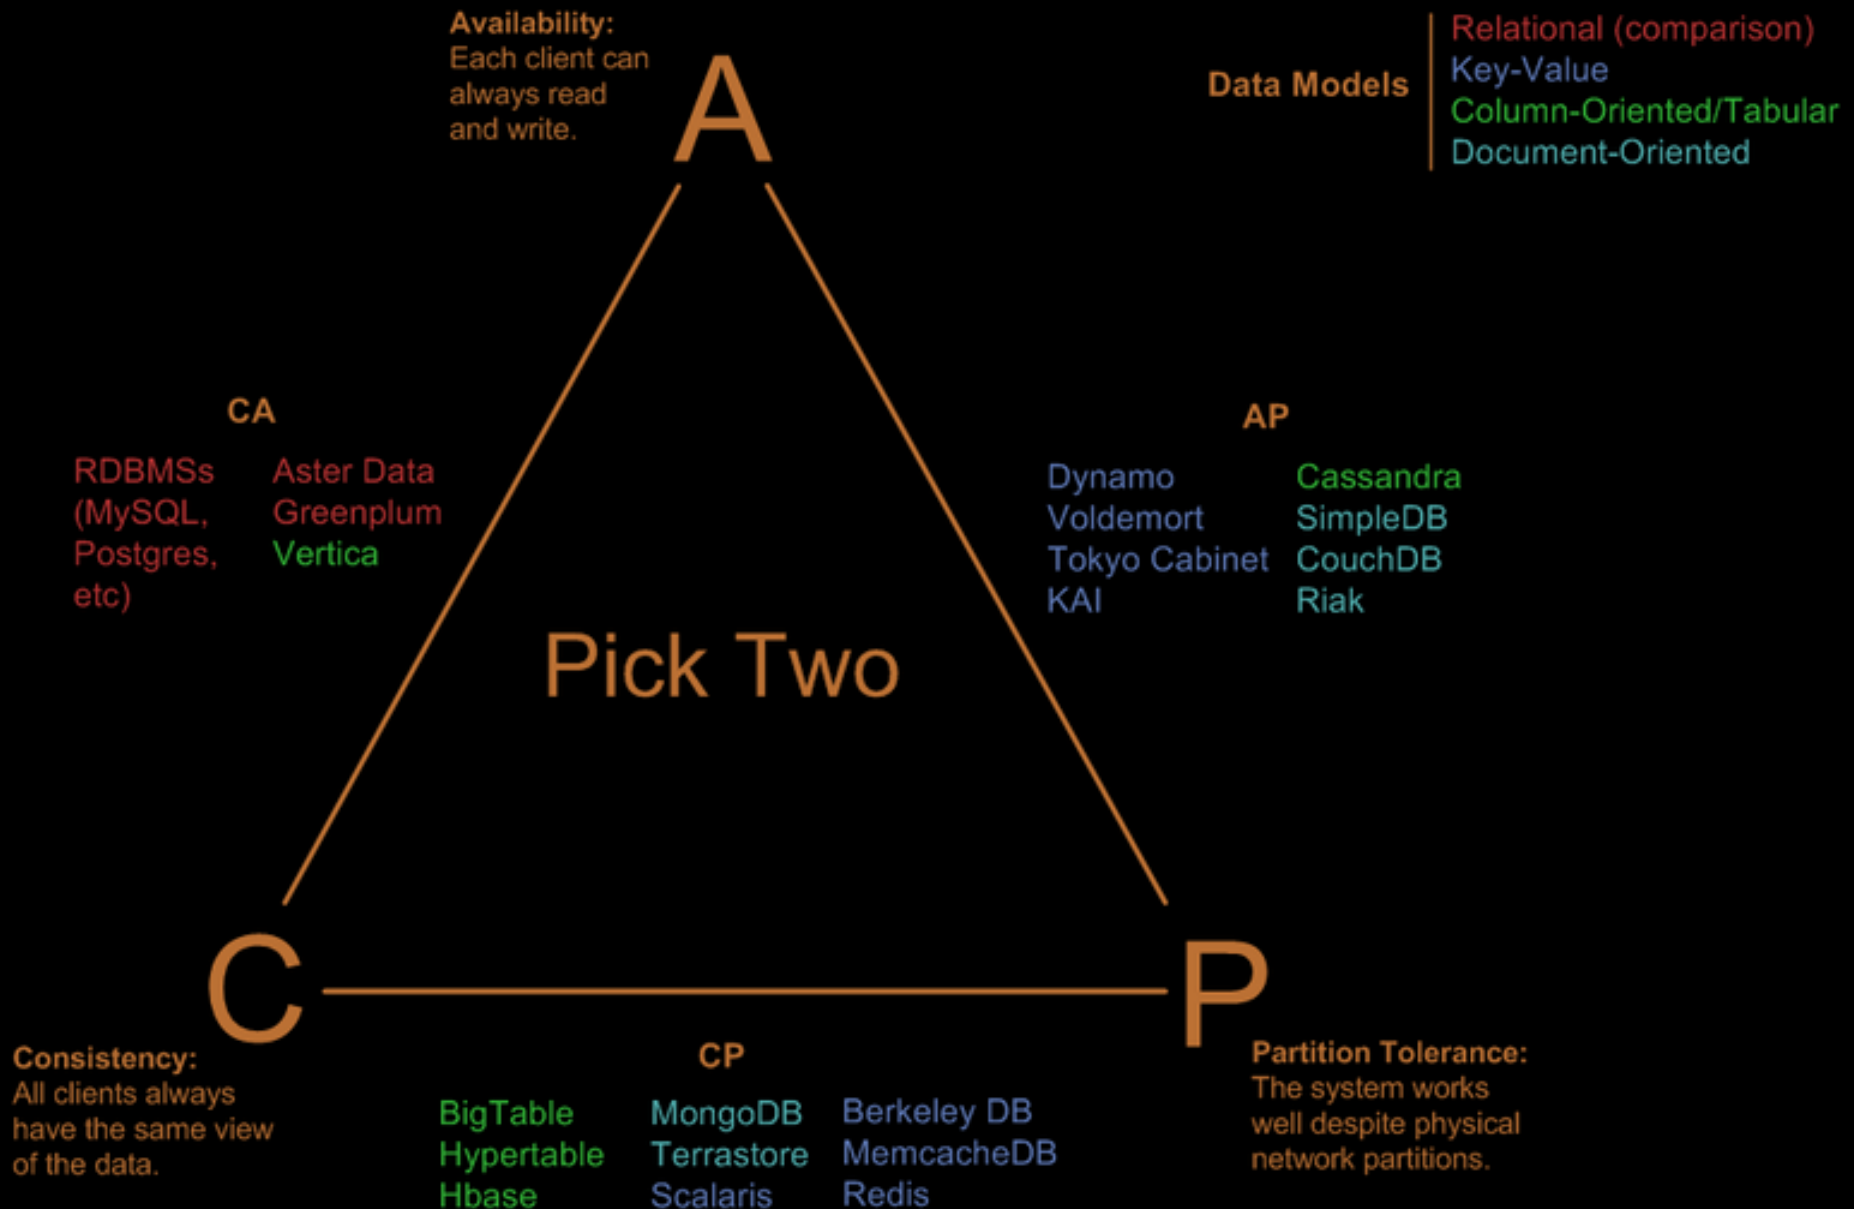 Availability:
Each client can
always read
and write.
A
Data Models
Relational (comparison)
Key-Value
Column-Oriented/Tabular
Document-Oriented
CA
RDBMSs
(MySQL,
Postgres,
etc)
Aster Data
Greenplum
Vertica
AP
Dynamo
Voldemort
Tokyo Cabinet
KAI
Cassandra
SimpleDB
CouchDB
Riak
Pick Two
C
Consistency:
All clients always
have the same view
of the data.
CP
BigTable
Hypertable
Hbase
MongoDB
Terrastore
Scalaris
Berkeley DB
MemcacheDB
Redis
P
Partition Tolerance:
The system works
well despite physical
network partitions.